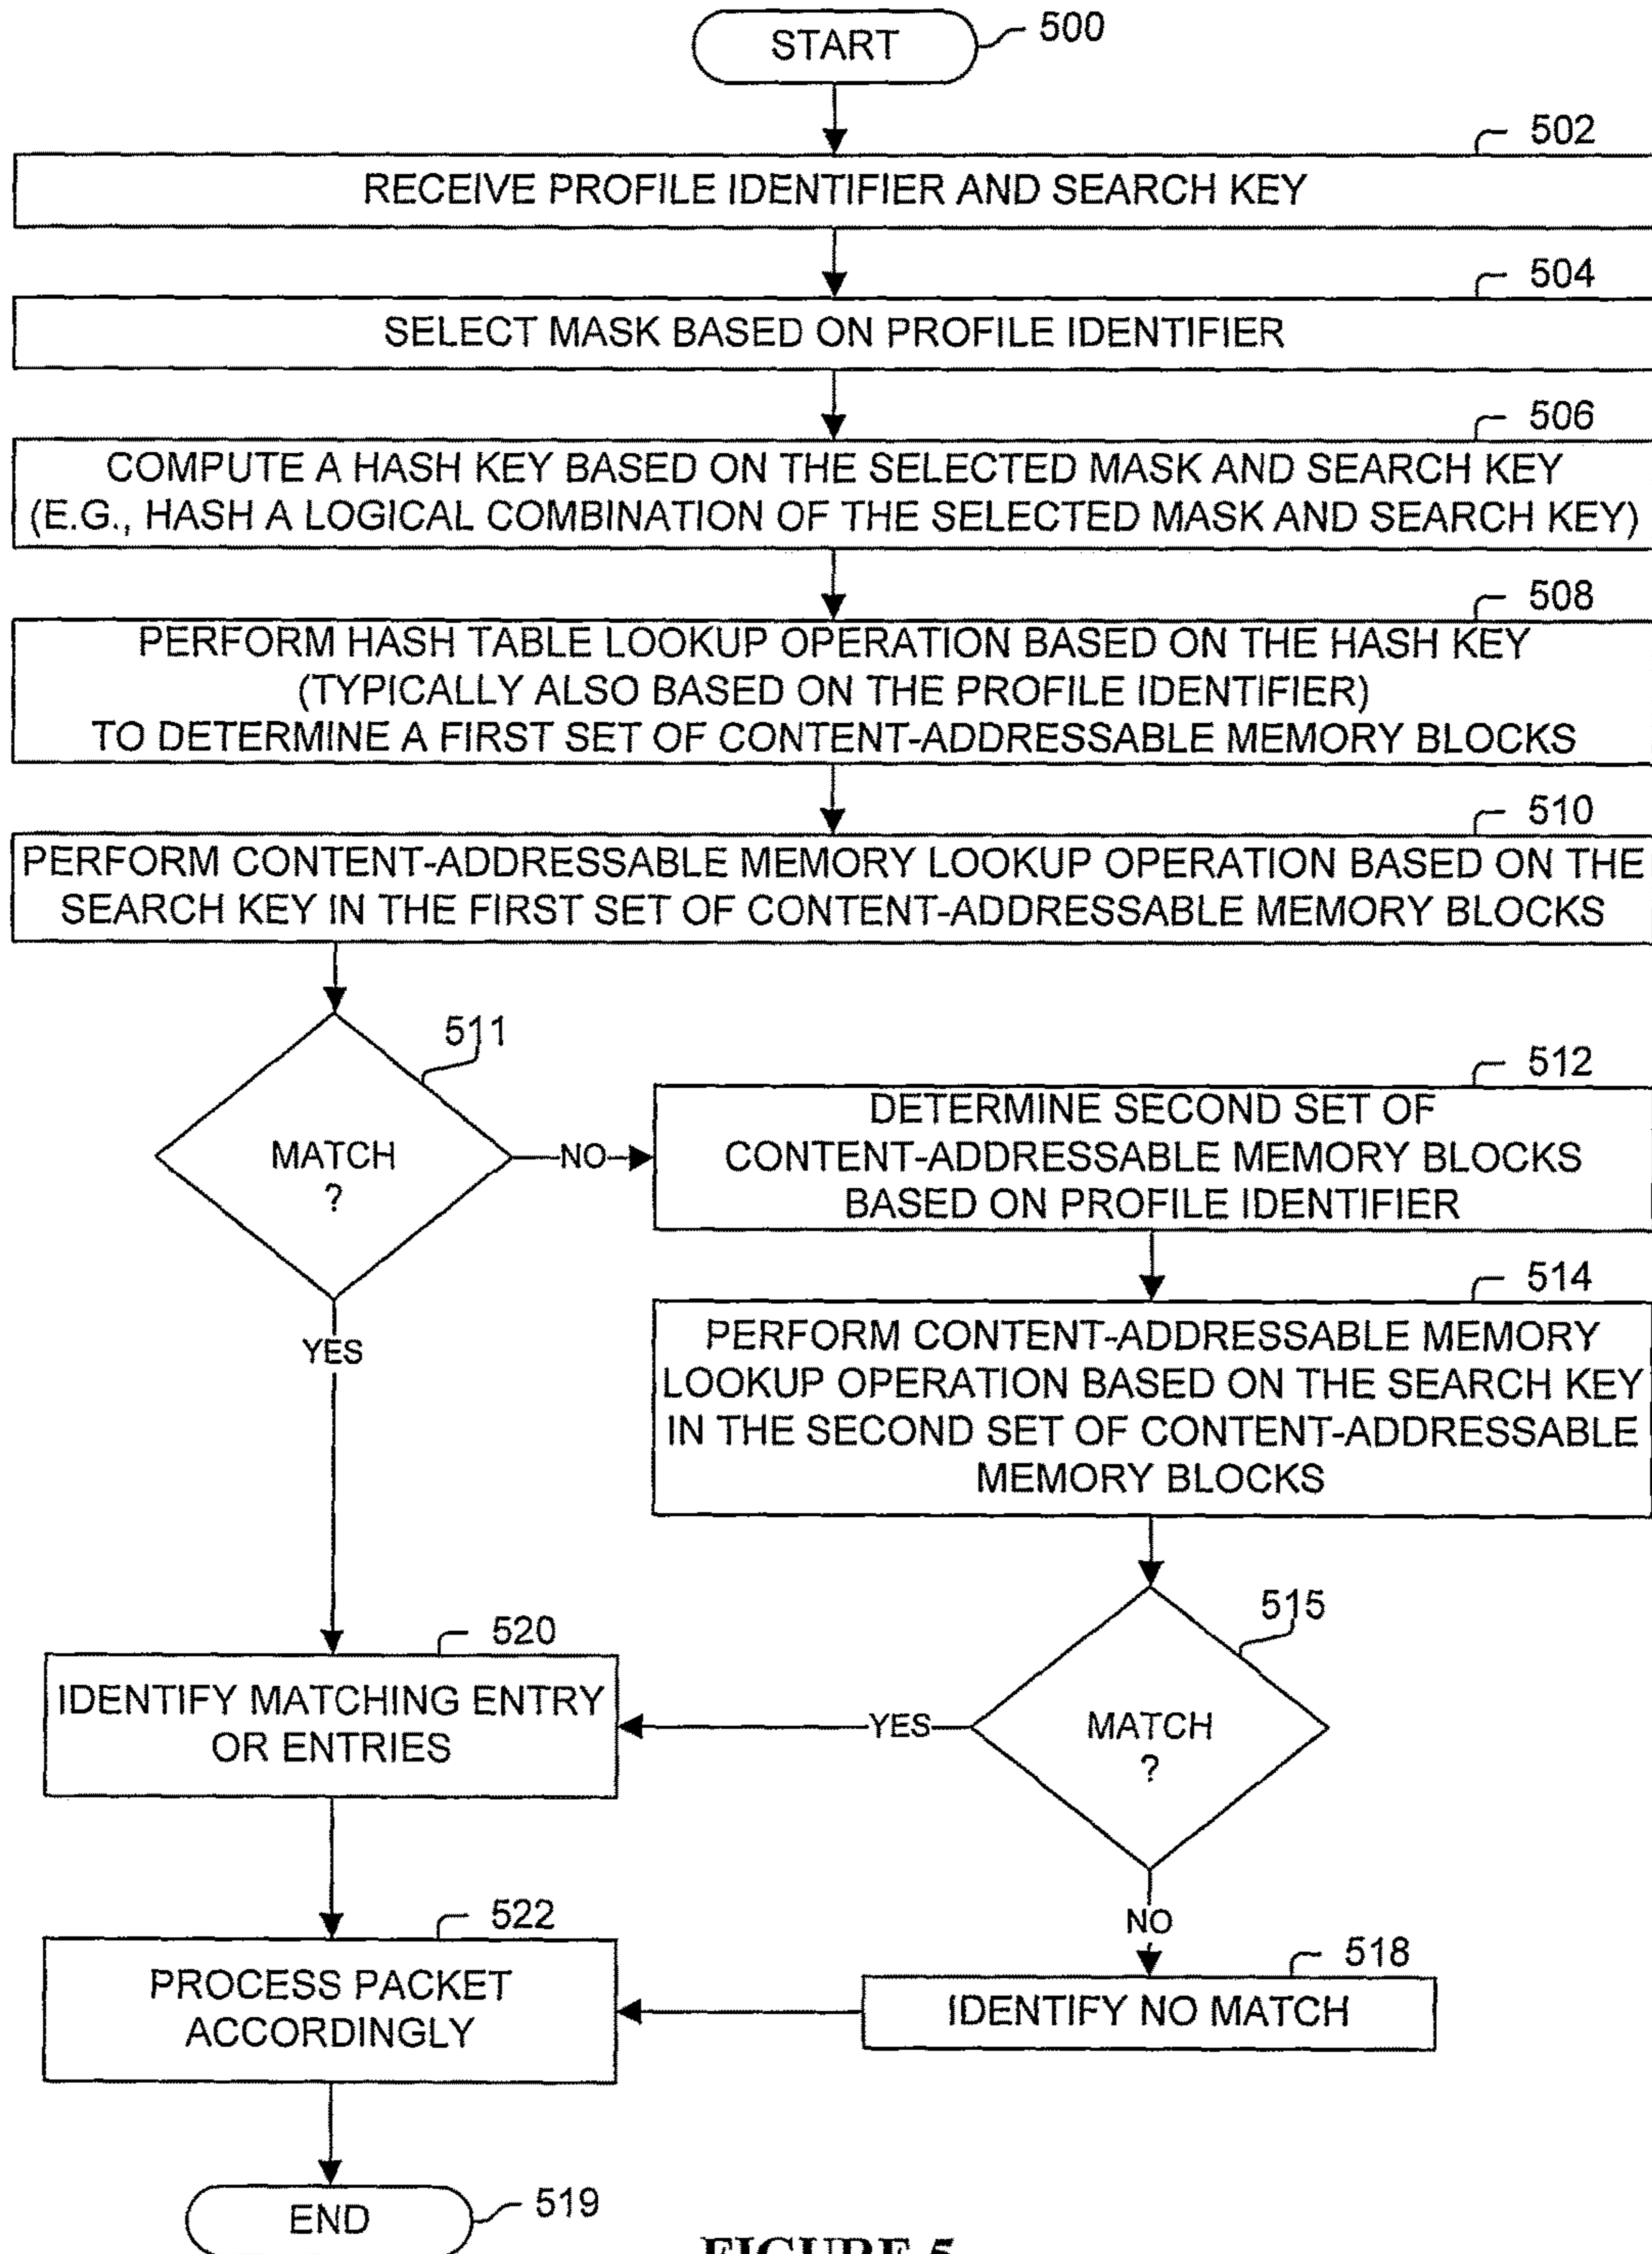 START
500
502
RECEIVE PROFILE IDENTIFIER AND SEARCH KEY
504
SELECT MASK BASED ON PROFILE IDENTIFIER
506
COMPUTE A HASH KEY BASED ON THE SELECTED MASK AND SEARCH KEY
(E.G., HASH A LOGICAL COMBINATION OF THE SELECTED MASK AND SEARCH KEY)
508
PERFORM HASH TABLE LOOKUP OPERATION BASED ON THE HASH KEY
(TYPICALLY ALSO BASED ON THE PROFILE IDENTIFIER)
TO DETERMINE A FIRST SET OF CONTENT-ADDRESSABLE MEMORY BLOCKS
510
PERFORM CONTENT-ADDRESSABLE MEMORY LOOKUP OPERATION BASED ON THE
SEARCH KEY IN THE FIRST SET OF CONTENT-ADDRESSABLE MEMORY BLOCKS
511
MATCH
?
NO
512
DETERMINE SECOND SET OF
CONTENT-ADDRESSABLE MEMORY BLOCKS
BASED ON PROFILE IDENTIFIER
YES
514
PERFORM CONTENT-ADDRESSABLE MEMORY
LOOKUP OPERATION BASED ON THE SEARCH KEY
IN THE SECOND SET OF CONTENT-ADDRESSABLE
MEMORY BLOCKS
515
MATCH
?
YES
520
IDENTIFY MATCHING ENTRY
OR ENTRIES
NO
518
IDENTIFY NO MATCH
522
PROCESS PACKET
ACCORDINGLY
END
519
FIGURE 5